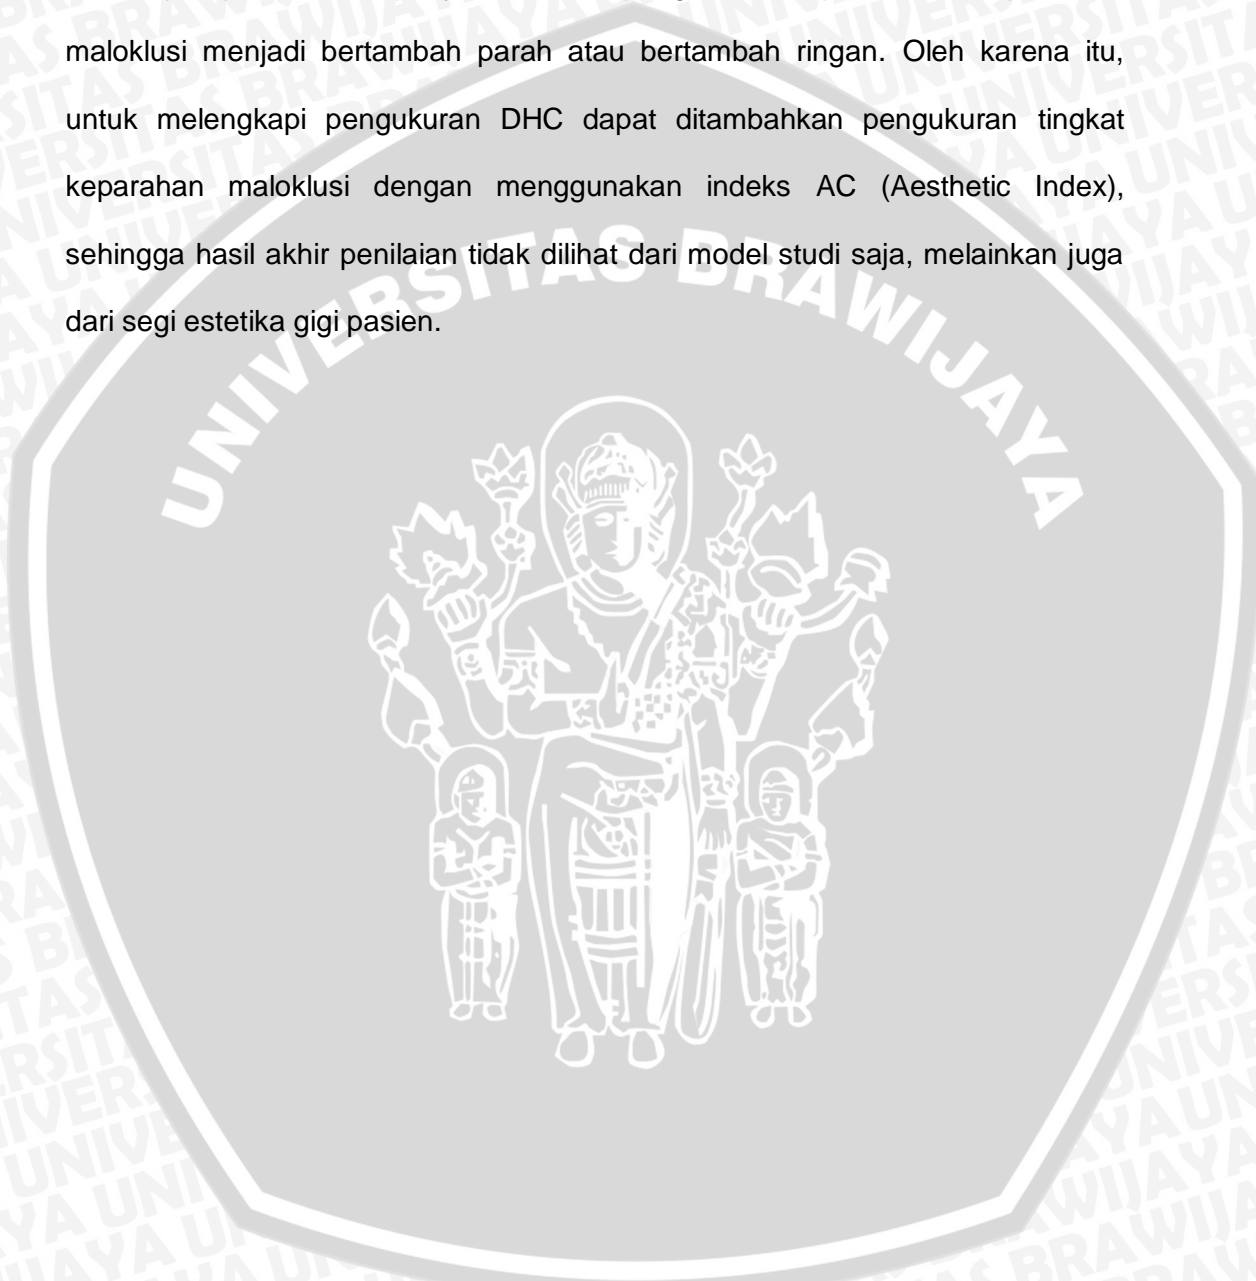 maloklusi menjadi bertambah parah atau bertambah ringan. Oleh karena itu,
untuk melengkapi pengukuran DHC dapat ditambahkan pengukuran tingkat
keparahan maloklusi dengan menggunakan indeks AC (Aesthetic Index),
sehingga hasil akhir penilaian tidak dilihat dari model studi saja, melainkan juga
dari segi estetika gigi pasien.
UNIVERSITAS BRAWIJAYA